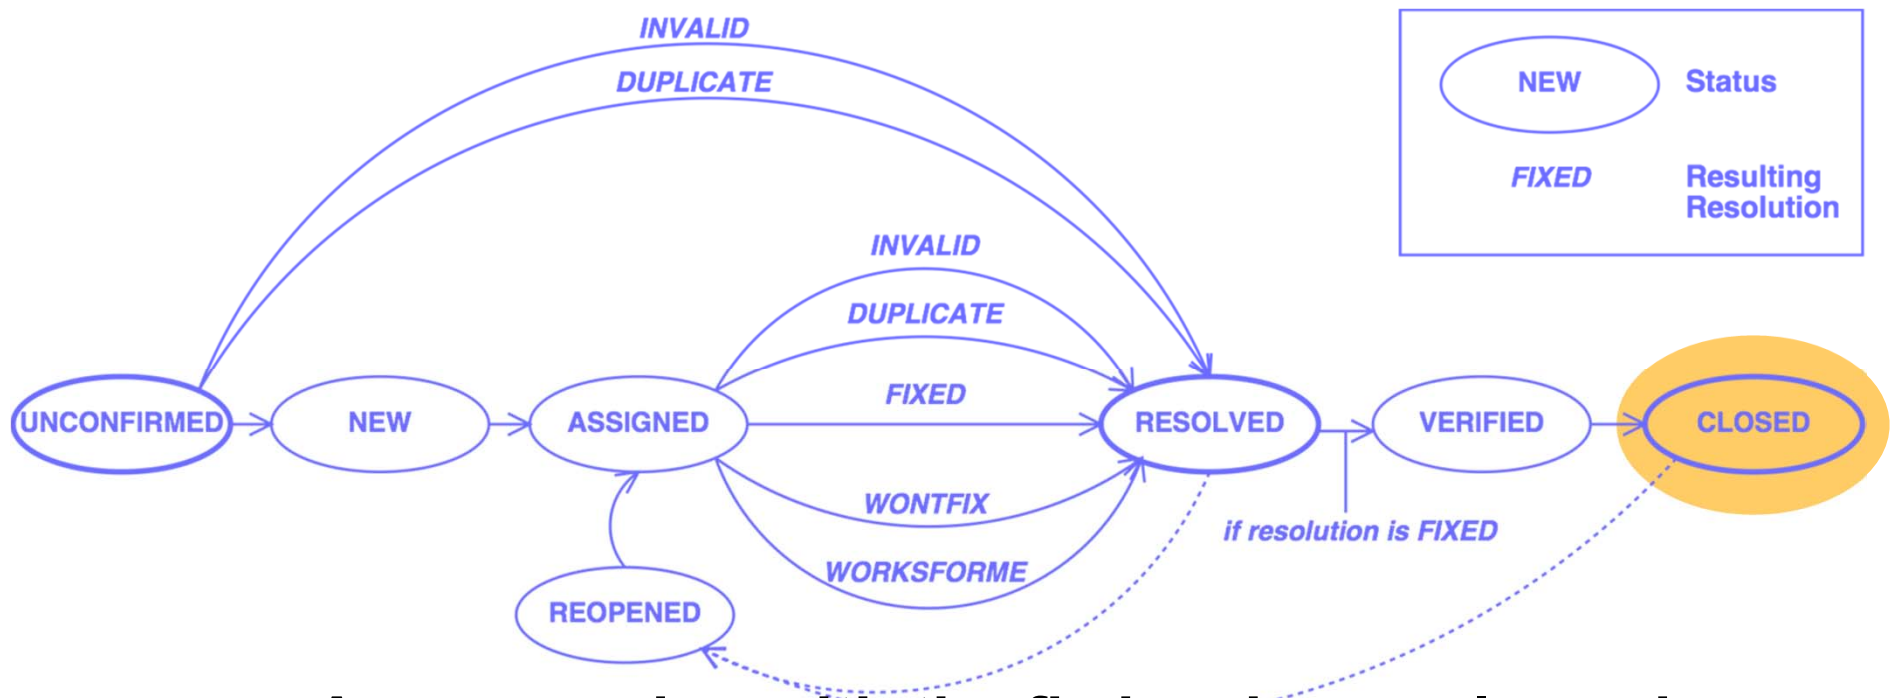 INVALID
DUPLICATE
NEW Status
FIXED Resulting
Resolution
INVALID
DUPLICATE
FIXED
UNCONFIRMED NEW ASSIGNED RESOLVED VERIFIED CLOSED
WONTFIX
if resolution is FIXED
WORKSFORME
REOPENED